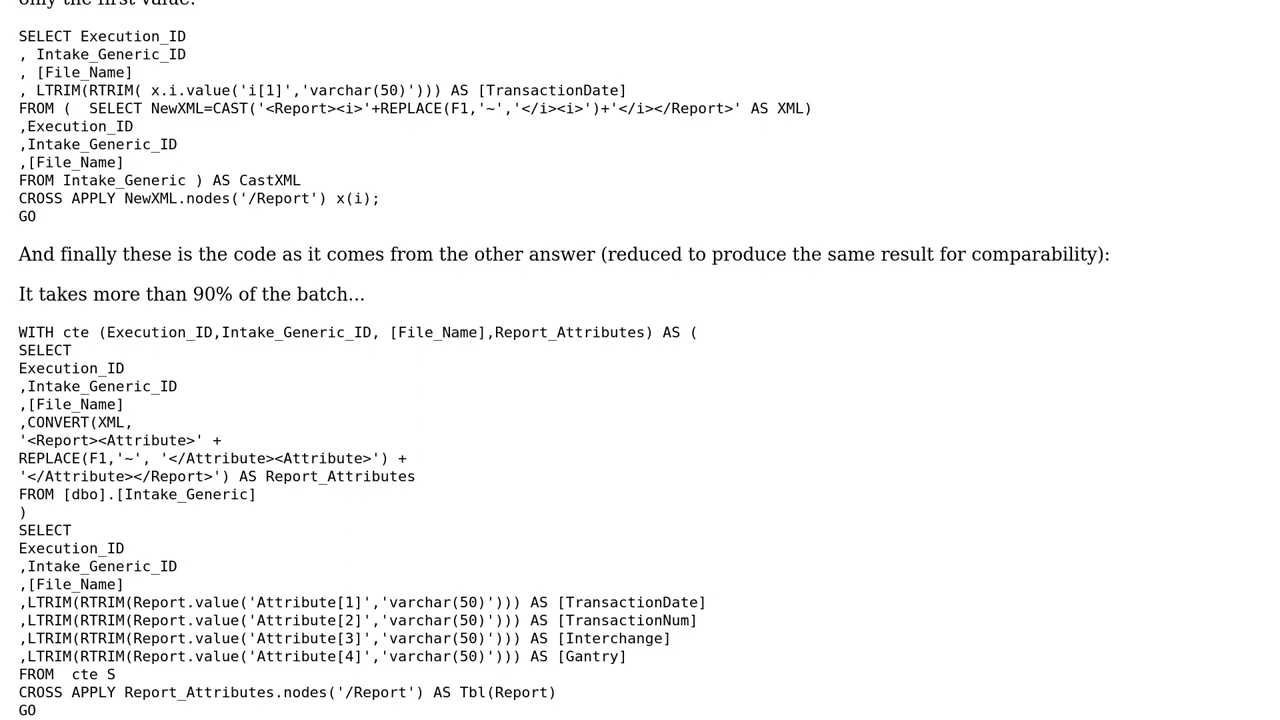 only the first value:
SELECT Execution_ID
, Intake_Generic_ID
, [File_Name]
, LTRIM(RTRIM( x.i.value('i[1]','varchar(50)'))) AS [TransactionDate]
FROM (  SELECT NewXML=CAST('<Report><i>'+REPLACE(F1,'~','</i><i>')+'</i></Report>' AS XML)
,Execution_ID
,Intake_Generic_ID
,[File_Name]
FROM Intake_Generic ) AS CastXML
CROSS APPLY NewXML.nodes('/Report') x(i);
GO
And finally these is the code as it comes from the other answer (reduced to produce the same result for comparability):
It takes more than 90% of the batch...
WITH cte (Execution_ID,Intake_Generic_ID, [File_Name],Report_Attributes) AS (
SELECT
Execution_ID
,Intake_Generic_ID
,[File_Name]
,CONVERT(XML,
'<Report><Attribute>' +
REPLACE(F1,'~', '</Attribute><Attribute>') +
'</Attribute></Report>') AS Report_Attributes
FROM [dbo].[Intake_Generic]
)
SELECT
Execution_ID
,Intake_Generic_ID
,[File_Name]
,LTRIM(RTRIM(Report.value('Attribute[1]','varchar(50)'))) AS [TransactionDate]
,LTRIM(RTRIM(Report.value('Attribute[2]','varchar(50)'))) AS [TransactionNum]
,LTRIM(RTRIM(Report.value('Attribute[3]','varchar(50)'))) AS [Interchange]
,LTRIM(RTRIM(Report.value('Attribute[4]','varchar(50)'))) AS [Gantry]
FROM  cte S
CROSS APPLY Report_Attributes.nodes('/Report') AS Tbl(Report)
GO